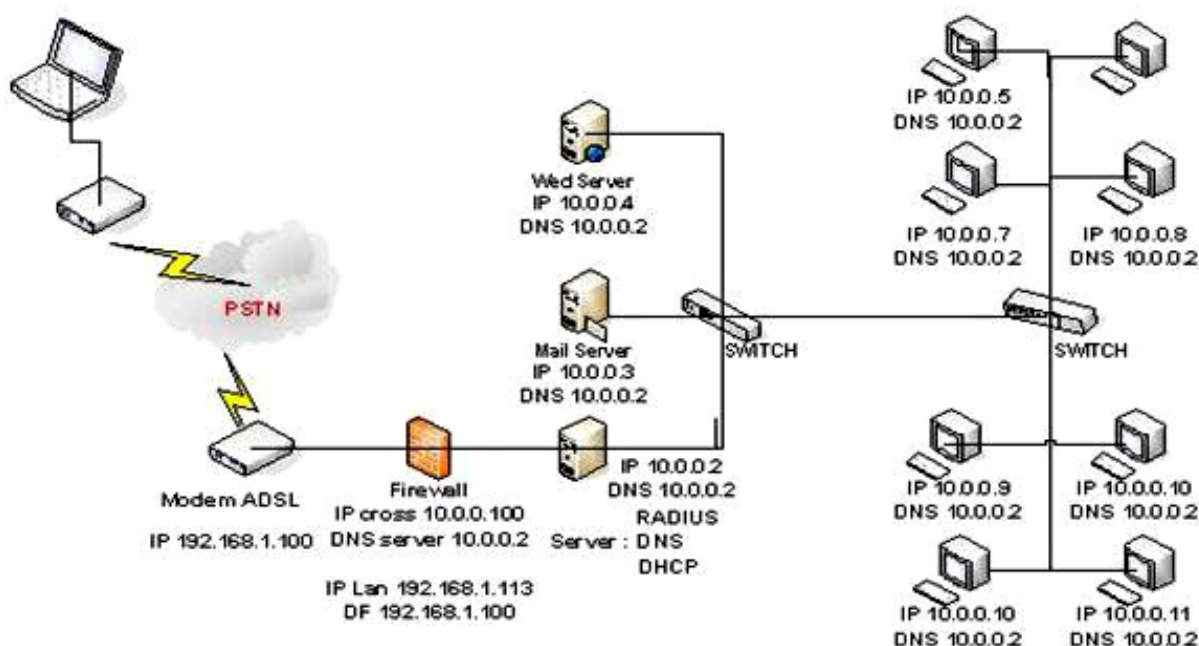 IP 10.0.0.5
DNS 10.0.0.2
Wed Server
IP 10.0.0.4
DNS 10.0.0.2
IP 10.0.0.7
DNS 10.0.0.2
IP 10.0.0.8
DNS 10.0.0.2
PSTN
Mail Server
IP 10.0.0.3
DNS 10.0.0.2
SWITCH
SWITCH
Modem ADSL
IP 192.168.1.100
Firewall
IP cross 10.0.0.100
DNS server 10.0.0.2
IP Lan 192.168.1.113
DF 192.168.1.100
IP 10.0.0.2
DNS 10.0.0.2
RADIUS
Server : DNS
DHCP
IP 10.0.0.9
DNS 10.0.0.2
IP 10.0.0.10
DNS 10.0.0.2
IP 10.0.0.10
DNS 10.0.0.2
IP 10.0.0.11
DNS 10.0.0.2